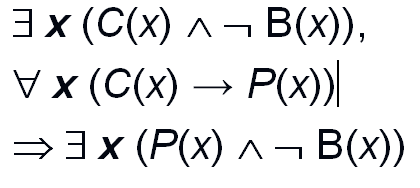 ∃ x (C(x) ∧ ¬ B(x)),
∀ x (C(x) → P(x))
⇒ ∃ x (P(x) ∧ ¬ B(x))